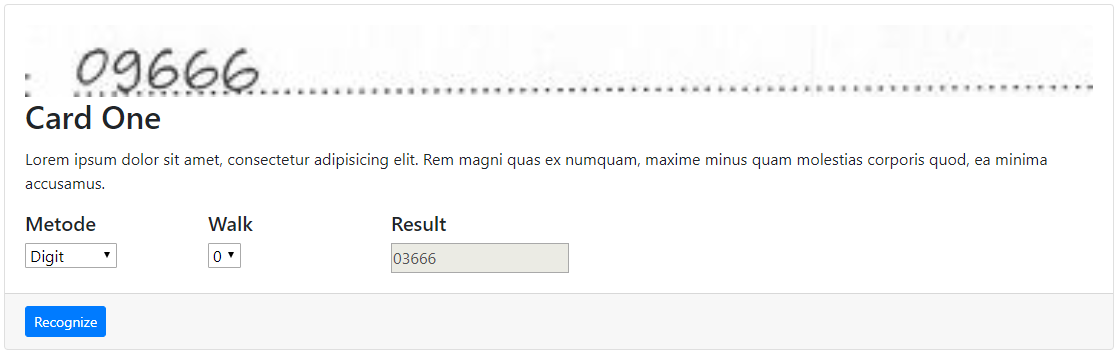 09666
Card One
Lorem ipsum dolor sit amet, consectetur adipisicing elit. Rem magni quas ex numquam, maxime minus quam molestias corporis quod, ea minima
accusamus.
Metode Walk Result
Digit 0 03666
Recognize